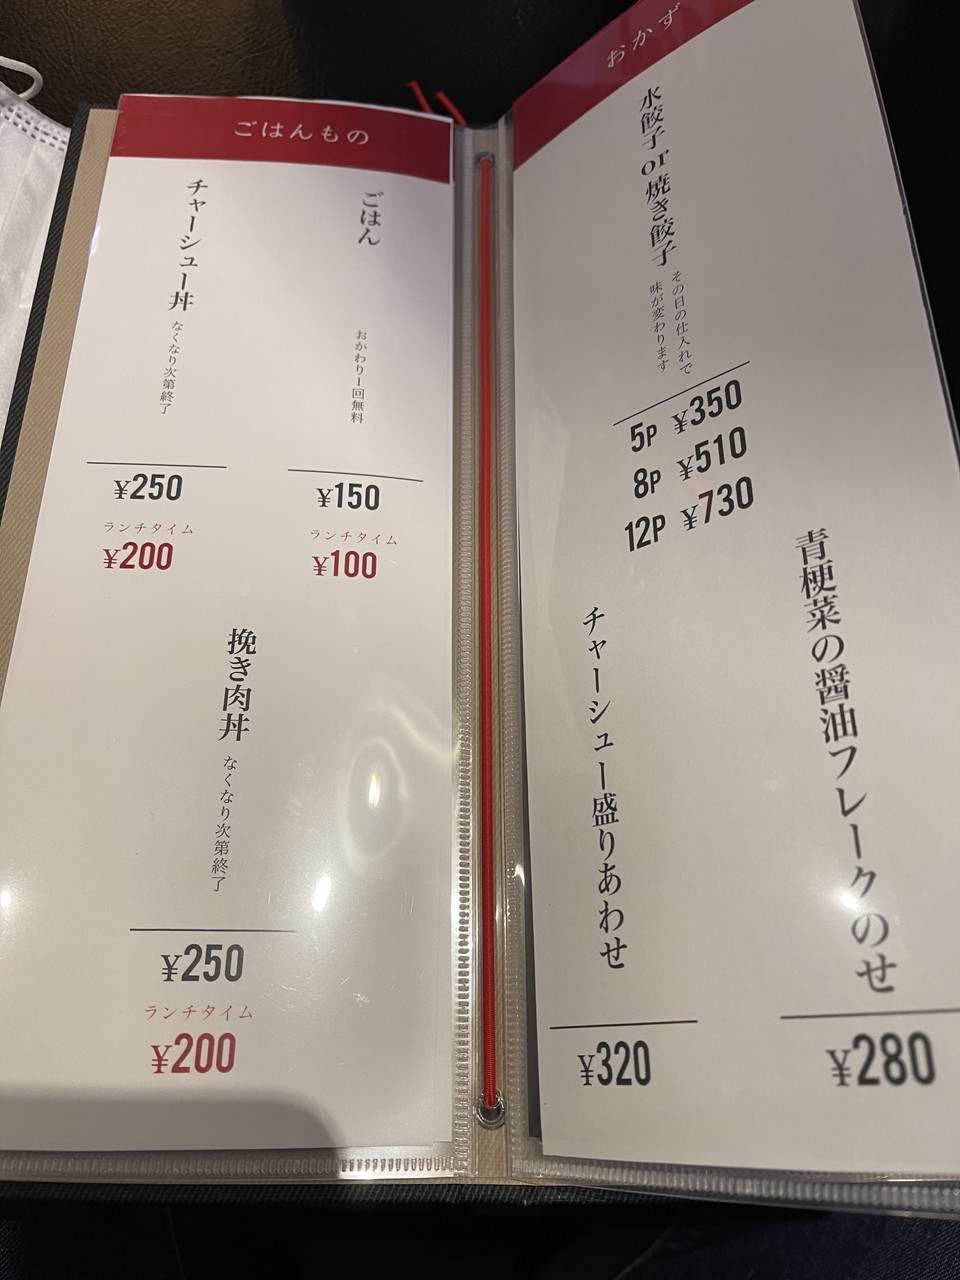 ごはんもの
ごはん
おかわり1回無料
¥150
ランチタイム
¥100
チャーシュー丼
なくなり次第終了
¥250
ランチタイム
¥200
挽き肉丼
なくなり次第終了
¥250
ランチタイム
¥200
おかず
水餃子or焼き餃子
その日の仕入れで
味が変わります
5P ¥350
8P ¥510
12P ¥730
青梗菜の醤油フレークのせ
¥280
チャーシュー盛りあわせ
¥320